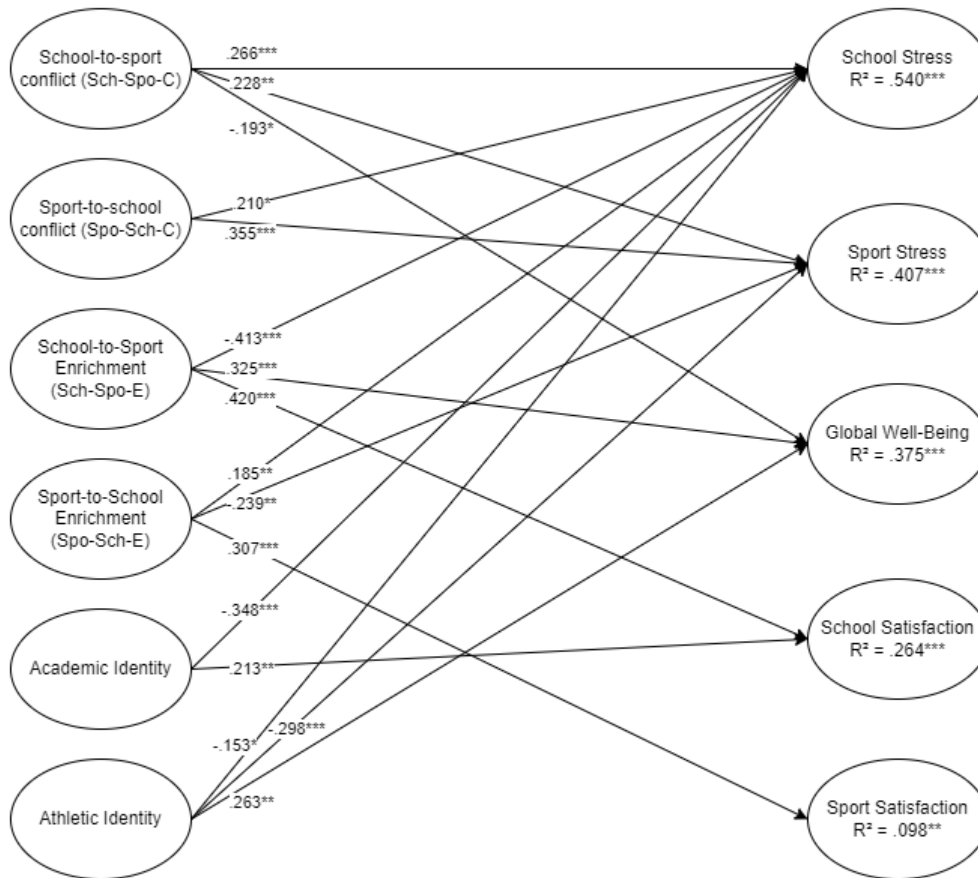 School-to-sport
conflict (Sch-Spo-C)
Sport-to-school
conflict (Spo-Sch-C)
School-to-Sport
Enrichment
(Sch-Spo-E)
Sport-to-School
Enrichment
(Spo-Sch-E)
Academic Identity
Athletic Identity
.266***
.228**
-.193*
.210*
.355***
-.413***
.325***
.420***
.185**
-.239**
.307***
-.348***
.213**
-.153*
-.298***
.263**
School Stress
R² = .540***
Sport Stress
R² = .407***
Global Well-Being
R² = .375***
School Satisfaction
R² = .264***
Sport Satisfaction
R² = .098**